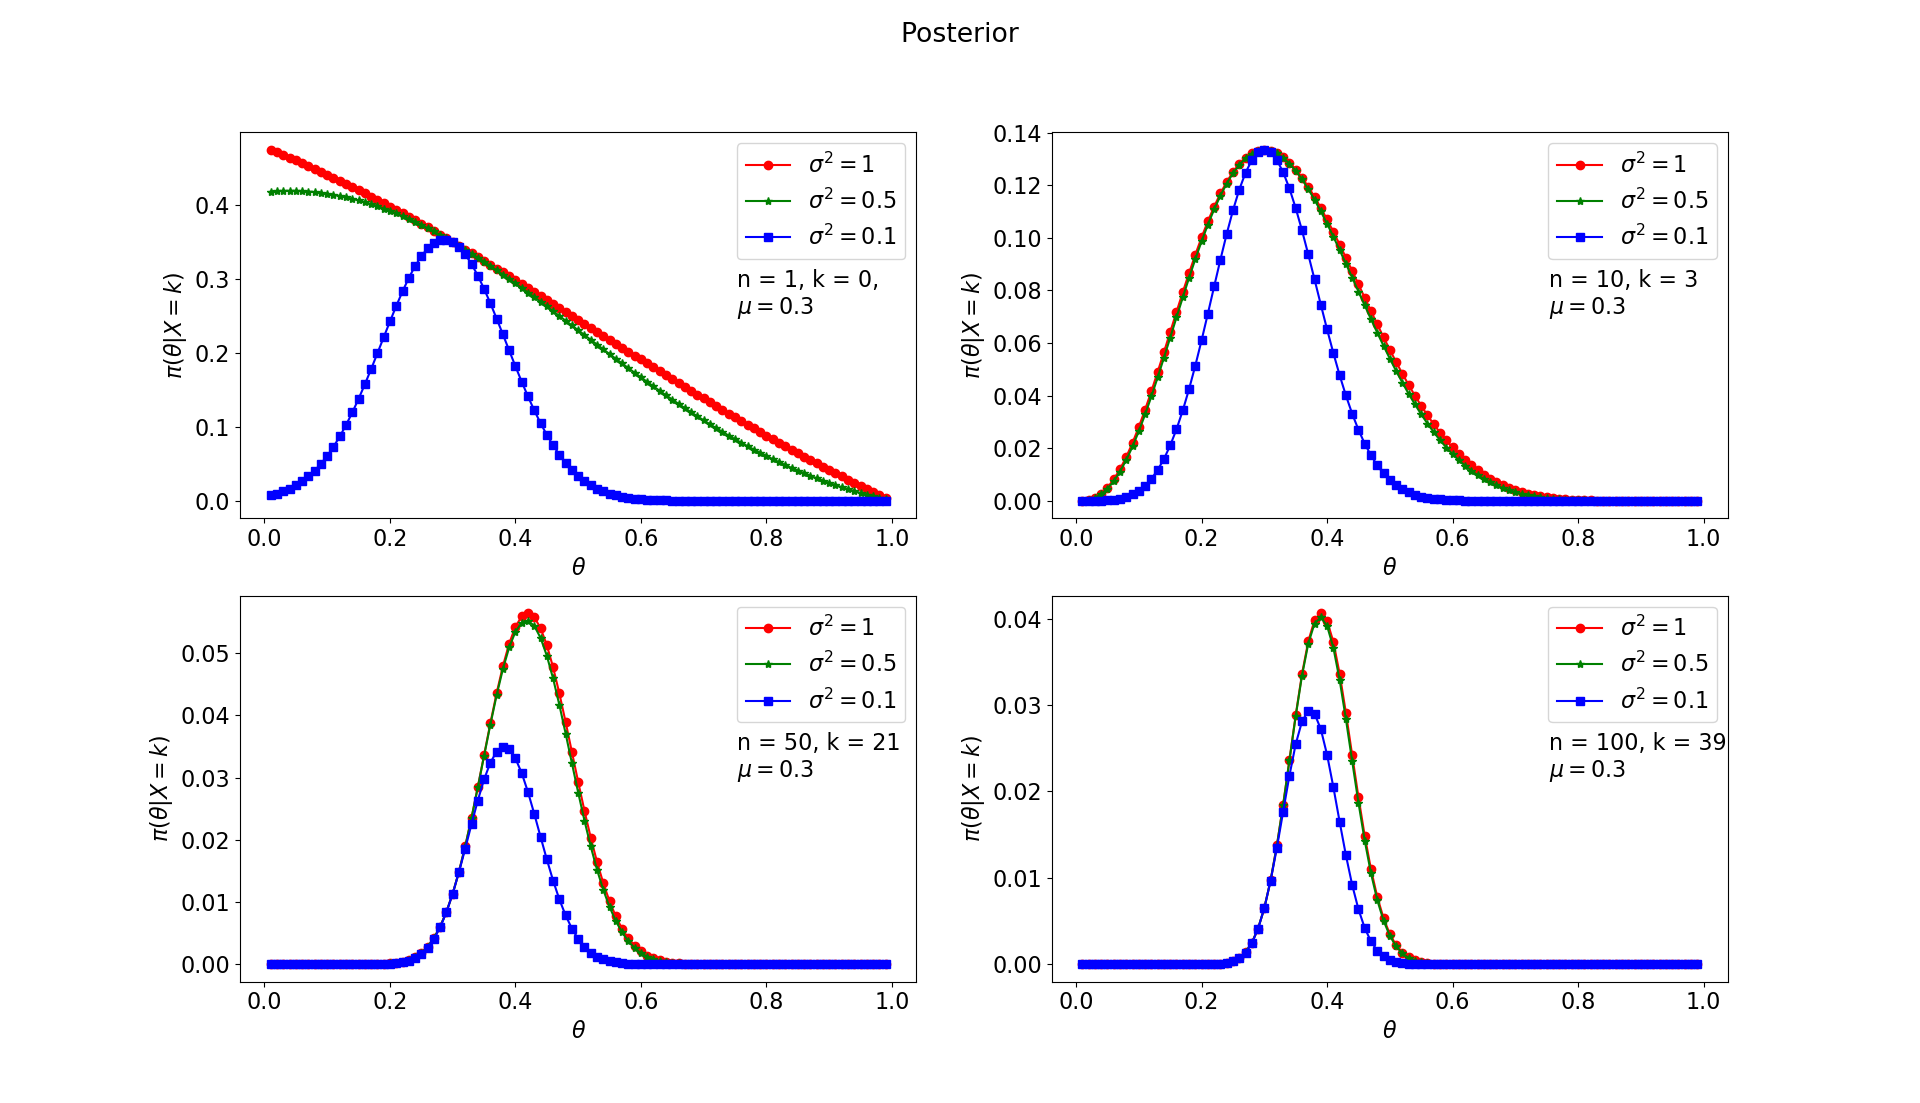 Posterior
π(θ|X = k)
0.4
0.3
0.2
0.1
0.0
0.0 0.2 0.4 0.6 0.8 1.0
θ
σ² = 1
σ² = 0.5
σ² = 0.1
n = 1, k = 0,
μ = 0.3
π(θ|X = k)
0.14
0.12
0.10
0.08
0.06
0.04
0.02
0.00
0.0 0.2 0.4 0.6 0.8 1.0
θ
σ² = 1
σ² = 0.5
σ² = 0.1
n = 10, k = 3
μ = 0.3
π(θ|X = k)
0.05
0.04
0.03
0.02
0.01
0.00
0.0 0.2 0.4 0.6 0.8 1.0
θ
σ² = 1
σ² = 0.5
σ² = 0.1
n = 50, k = 21
μ = 0.3
π(θ|X = k)
0.04
0.03
0.02
0.01
0.00
0.0 0.2 0.4 0.6 0.8 1.0
θ
σ² = 1
σ² = 0.5
σ² = 0.1
n = 100, k = 39
μ = 0.3